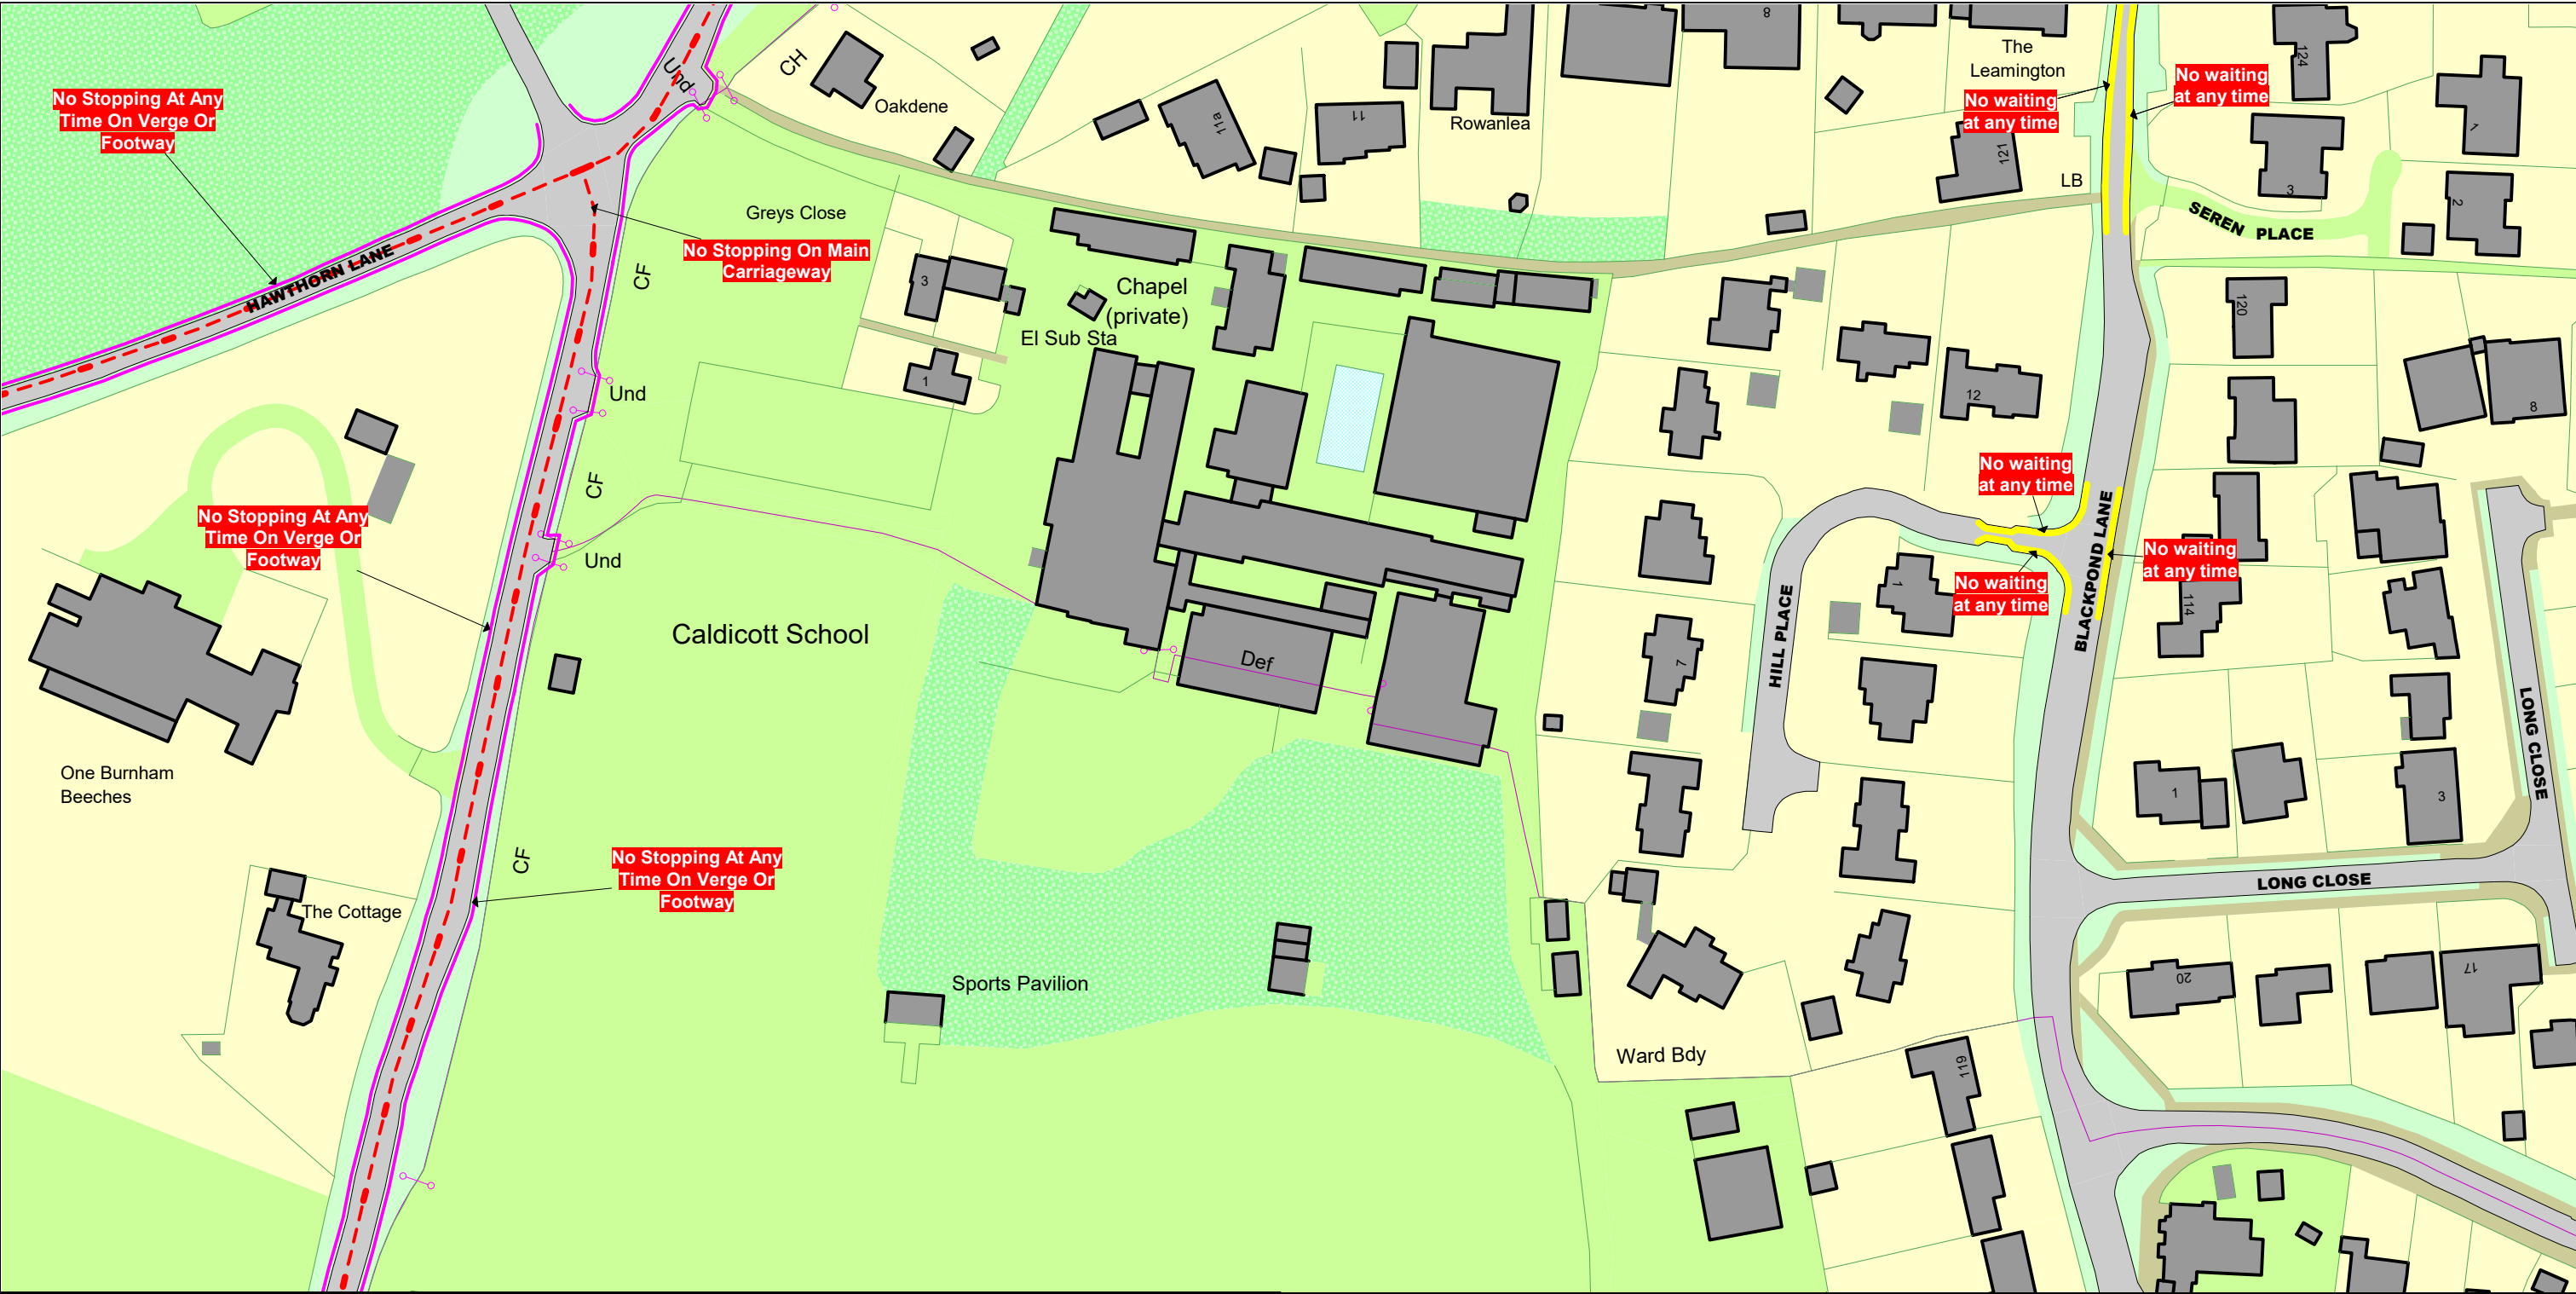 No Stopping At Any
Time On Verge Or
Footway
HAWTHORN LANE
Und
CH
Oakdene
Greys Close
No Stopping On Main
Carriageway
CF
3
1
11a
11
Rowanlea
8
The
Leamington
No waiting
at any time
No waiting
at any time
121
LB
124
3
1
2
SEREN PLACE
Chapel
(private)
El Sub Sta
Und
CF
Und
No Stopping At Any
Time On Verge Or
Footway
One Burnham
Beeches
Caldicott School
Def
12
120
8
No waiting
at any time
No waiting
at any time
No waiting
at any time
BLACKPOND LANE
HILL PLACE
1
7
114
LONG CLOSE
1
3
LONG CLOSE
CF
No Stopping At Any
Time On Verge Or
Footway
The Cottage
Sports Pavilion
Ward Bdy
20
17
119